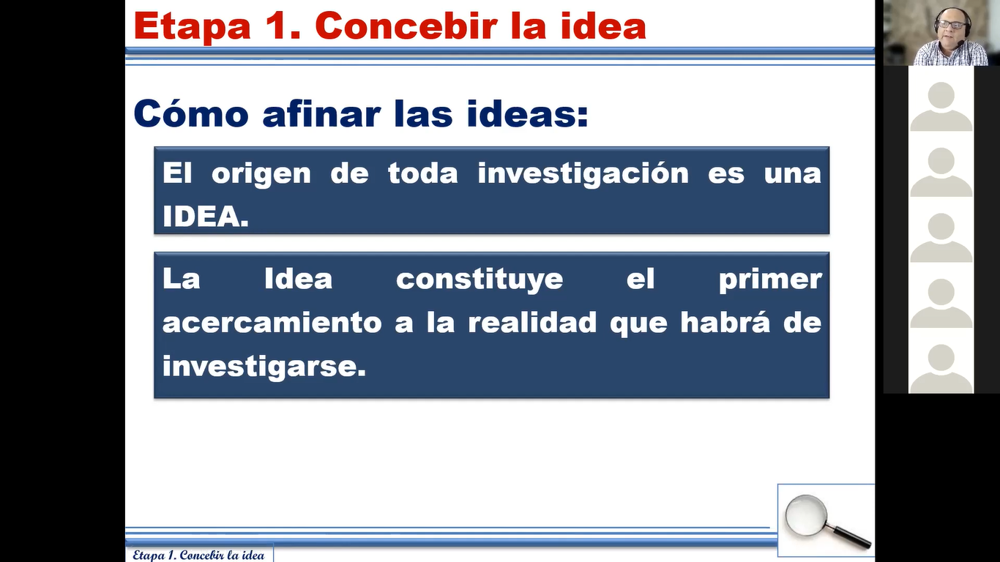 Etapa 1. Concebir la idea
Cómo afinar las ideas:
El origen de toda investigación es una
IDEA.
La Idea constituye el primer
acercamiento a la realidad que habrá de
investigarse.
Etapa 1. Concebir la idea